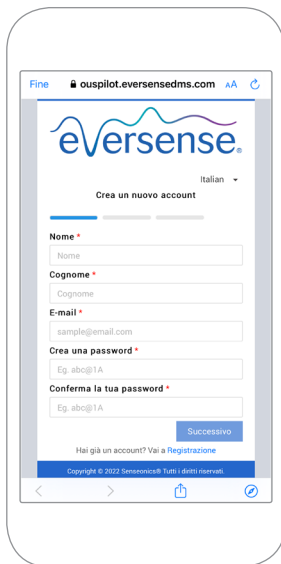 Fine ouspilot.eversensedms.com AA
eversense®
Italian
Crea un nuovo account
Nome *
Nome
Cognome *
Cognome
E-mail *
sample@email.com
Crea una password *
Eg. abc@1A
Conferma la tua password *
Eg. abc@1A
Successivo
Hai già un account? Vai a Registrazione
Copyright © 2022 Senseonics® Tutti i diritti riservati.